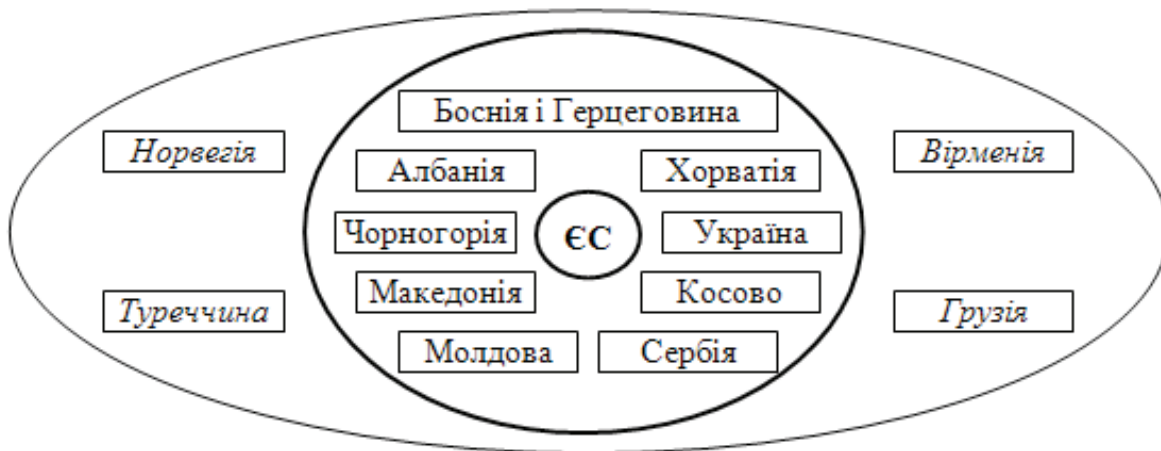 Боснія і Герцеговина
Норвегія
Вірменія
Албанія
Хорватія
Чорногорія
ЄС
Україна
Македонія
Косово
Туреччина
Грузія
Молдова
Сербія